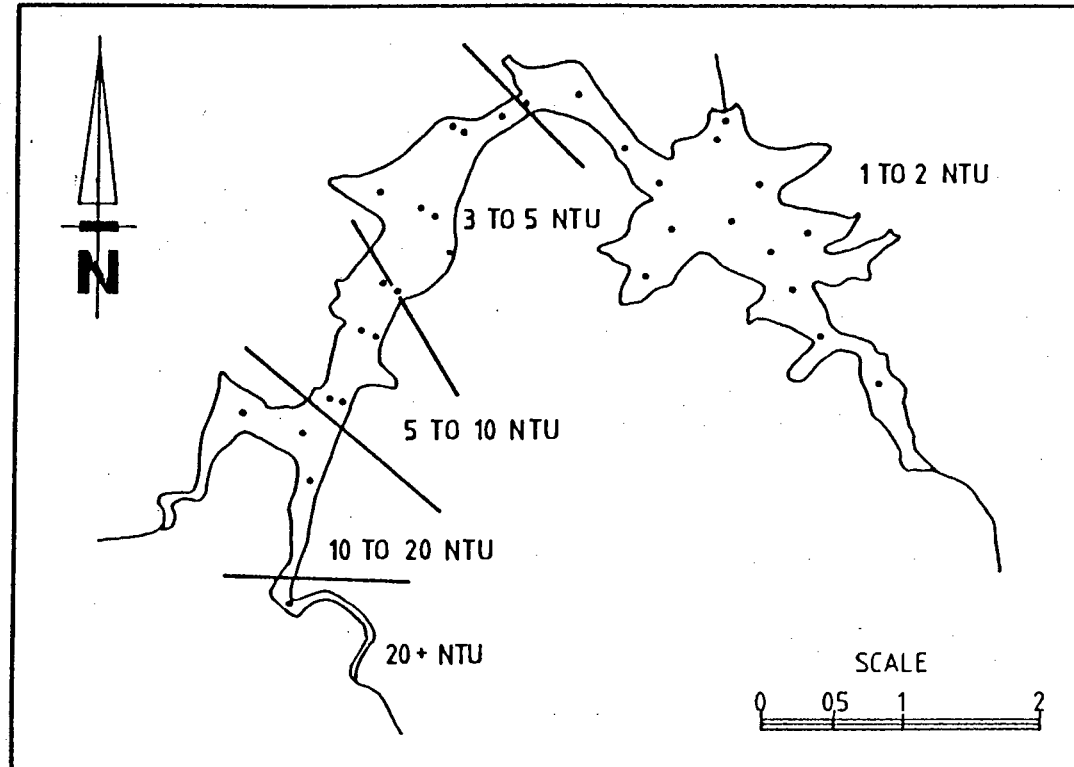 N
1 TO 2 NTU
3 TO 5 NTU
5 TO 10 NTU
10 TO 20 NTU
20+ NTU
SCALE
0 0,5 1 2